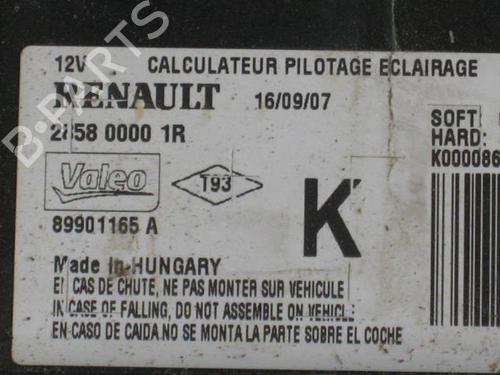 12V CALCULATEUR PILOTAGE ECLAIRAGE
RENAULT 16/09/07
2858 0000 1R
SOFT:
HARD:
Valeo
T93
K
K000086
89901165 A
Made in HUNGARY
EN CAS DE CHUTE, NE PAS MONTER SUR VEHICULE
IN CASE OF FALLING, DO NOT ASSEMBLE ON VEHICLE
EN CASO DE CAIDA NO SE MONTA LA PARTE SOBRE EL COCHE
B-PARTS